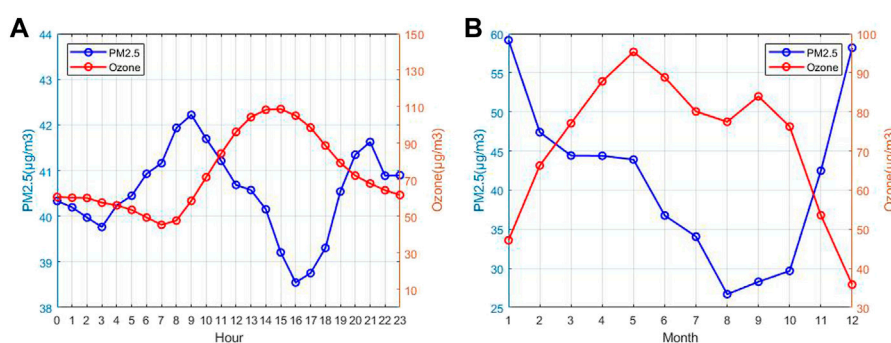 A
PM2.5
Ozone
44
43
42
41
40
39
38
PM2.5(μg/m3)
150
130
110
90
70
50
30
10
Ozone(μg/m3)
0 1 2 3 4 5 6 7 8 9 10 11 12 13 14 15 16 17 18 19 20 21 22 23
Hour
B
PM2.5
Ozone
60
55
50
45
40
35
30
25
PM2.5(μg/m3)
100
90
80
70
60
50
40
30
Ozone(μg/m3)
1 2 3 4 5 6 7 8 9 10 11 12
Month